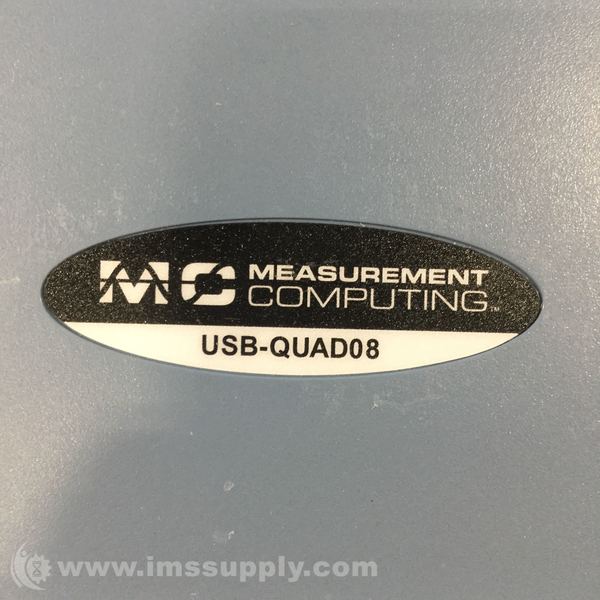 MC MEASUREMENT
COMPUTING™
USB-QUAD08
www.imssupply.com